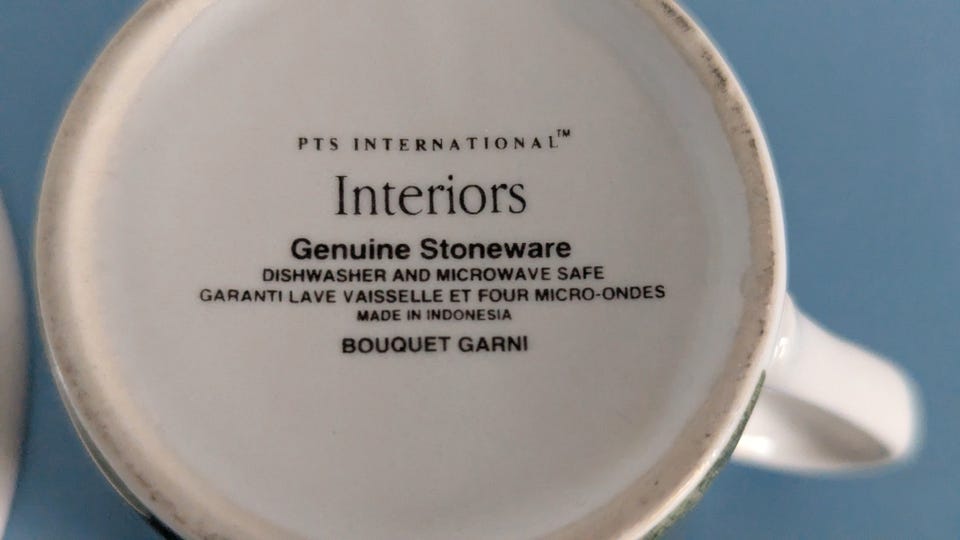 PTS INTERNATIONAL™
Interiors
Genuine Stoneware
DISHWASHER AND MICROWAVE SAFE
GARANTI LAVE VAISSELLE ET FOUR MICRO-ONDES
MADE IN INDONESIA
BOUQUET GARNI